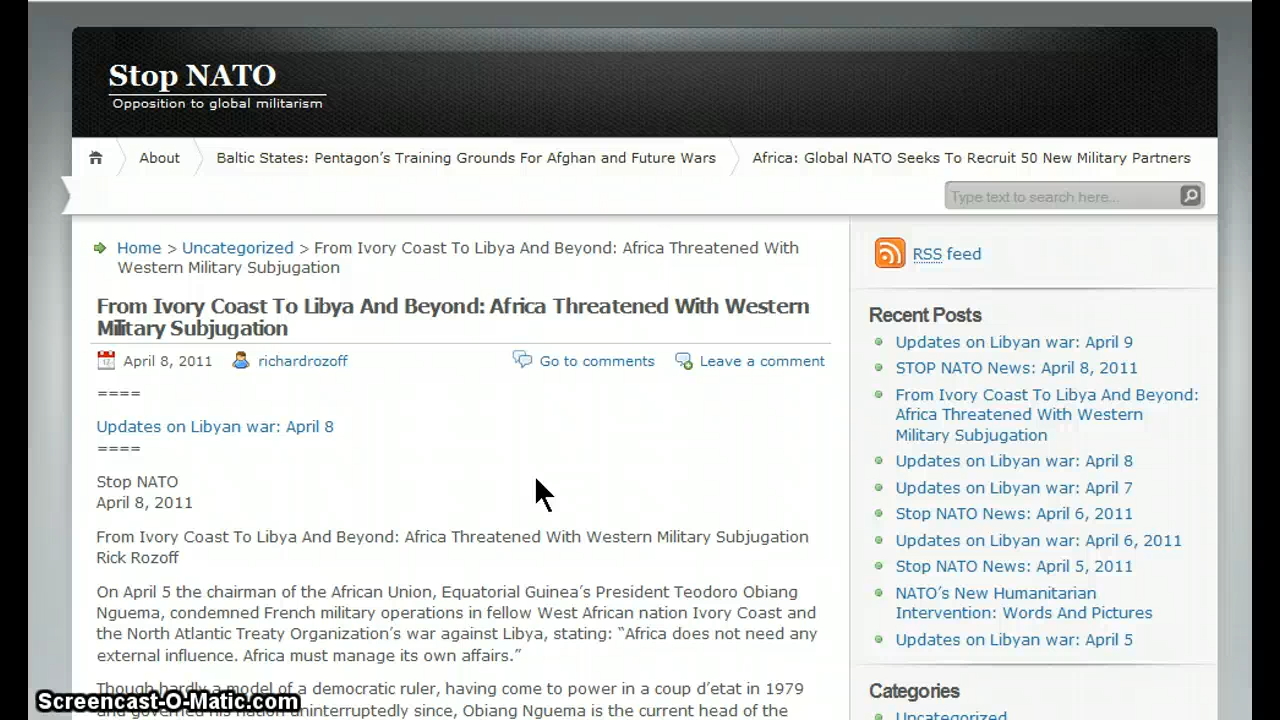 Stop NATO
Opposition to global militarism
About
Baltic States: Pentagon's Training Grounds For Afghan and Future Wars
Africa: Global NATO Seeks To Recruit 50 New Military Partners
Type text to search here...
Home > Uncategorized > From Ivory Coast To Libya And Beyond: Africa Threatened With
Western Military Subjugation
From Ivory Coast To Libya And Beyond: Africa Threatened With Western
Military Subjugation
April 8, 2011 richardrozoff Go to comments Leave a comment
====
Updates on Libyan war: April 8
====
Stop NATO
April 8, 2011
From Ivory Coast To Libya And Beyond: Africa Threatened With Western Military Subjugation
Rick Rozoff
On April 5 the chairman of the African Union, Equatorial Guinea's President Teodoro Obiang
Nguema, condemned French military operations in fellow West African nation Ivory Coast and
the North Atlantic Treaty Organization's war against Libya, stating: “Africa does not need any
external influence. Africa must manage its own affairs.”
Though hardly a model of a democratic ruler, having come to power in a coup d'etat in 1979
and governed his nation uninterruptedly since, Obiang Nguema is the current head of the
RSS feed
Recent Posts
Updates on Libyan war: April 9
STOP NATO News: April 8, 2011
From Ivory Coast To Libya And Beyond:
Africa Threatened With Western
Military Subjugation
Updates on Libyan war: April 8
Updates on Libyan war: April 7
Stop NATO News: April 6, 2011
Updates on Libyan war: April 6, 2011
Stop NATO News: April 5, 2011
NATO's New Humanitarian
Intervention: Words And Pictures
Updates on Libyan war: April 5
Categories
Uncategorized
Screencast-O-Matic.com